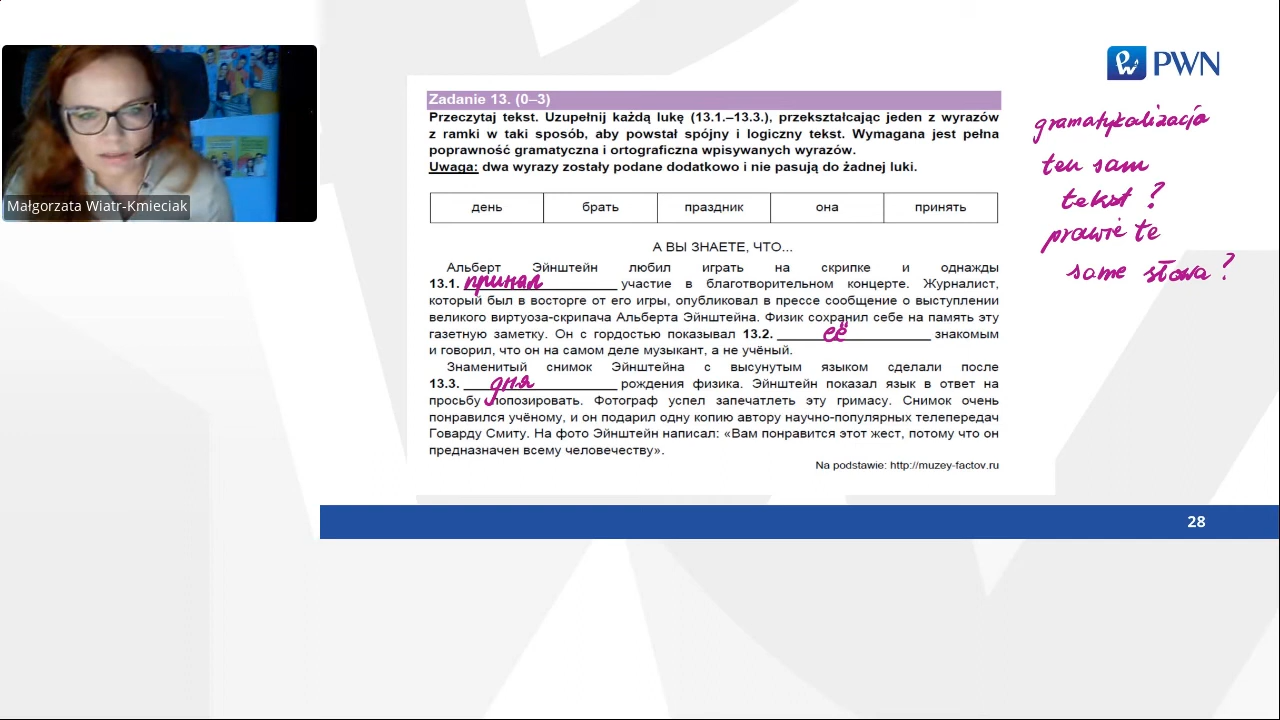 Małgorzata Wiatr-Kmieciak
PWN
Zadanie 13. (0–3)
Przeczytaj tekst. Uzupełnij każdą lukę (13.1.–13.3.), przekształcając jeden z wyrazów
z ramki w taki sposób, aby powstał spójny i logiczny tekst. Wymagana jest pełna
poprawność gramatyczna i ortograficzna wpisywanych wyrazów.
Uwaga: dwa wyrazy zostały podane dodatkowo i nie pasują do żadnej luki.
день брать праздник она принять
А ВЫ ЗНАЕТЕ, ЧТО...
Альберт Эйнштейн любил играть на скрипке и однажды
13.1. принял участие в благотворительном концерте. Журналист,
который был в восторге от его игры, опубликовал в прессе сообщение о выступлении
великого виртуоза-скрипача Альберта Эйнштейна. Физик сохранил себе на память эту
газетную заметку. Он с гордостью показывал 13.2. её знакомым
и говорил, что он на самом деле музыкант, а не учёный.
Знаменитый снимок Эйнштейна с высунутым языком сделали после
13.3. дня рождения физика. Эйнштейн показал язык в ответ на
просьбу попозировать. Фотограф успел запечатлеть эту гримасу. Снимок очень
понравился учёному, и он подарил одну копию автору научно-популярных телепередач
Говарду Смиту. На фото Эйнштейн написал: «Вам понравится этот жест, потому что он
предназначен всему человечеству».
Na podstawie: http://muzey-factov.ru
gramatykalizacja
ten sam
tekst ?
prawie te
same słowa ?
28